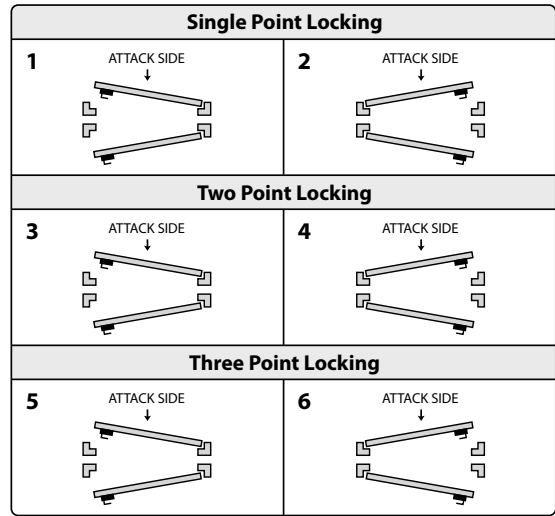 Single Point Locking
1 ATTACK SIDE
2 ATTACK SIDE
Two Point Locking
3 ATTACK SIDE
4 ATTACK SIDE
Three Point Locking
5 ATTACK SIDE
6 ATTACK SIDE